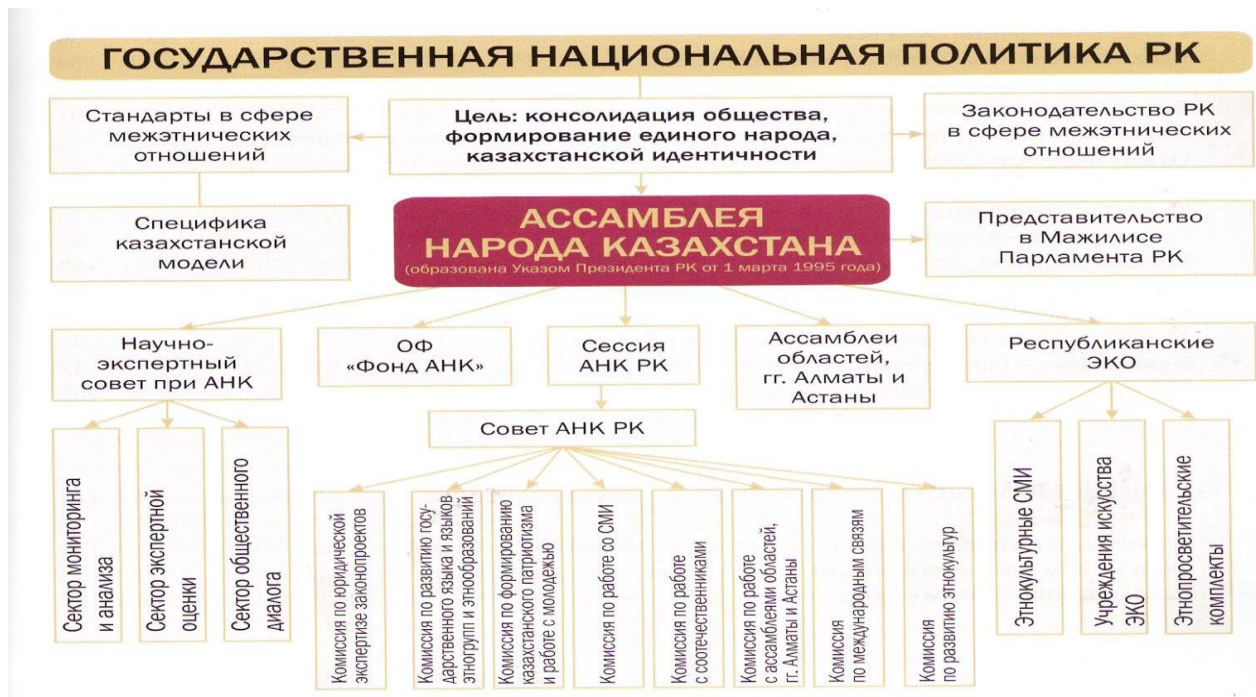 ГОСУДАРСТВЕННАЯ НАЦИОНАЛЬНАЯ ПОЛИТИКА РК
Стандарты в сфере
межэтнических
отношений
Цель: консолидация общества,
формирование единого народа,
казахстанской идентичности
Законодательство РК
в сфере межэтнических
отношений
Специфика
казахстанской
модели
АССАМБЛЕЯ
НАРОДА КАЗАХСТАНА
(образована Указом Президента РК от 1 марта 1995 года)
Представительство
в Мажилисе
Парламента РК
Научно-
экспертный
совет при АНК
ОФ
«Фонд АНК»
Сессия
АНК РК
Ассамблеи
областей,
гг. Алматы и
Астаны
Республиканские
ЭКО
Совет АНК РК
Сектор мониторинга
и анализа
Сектор экспертной
оценки
Сектор общественного
диалога
Комиссия по юридической
экспертизе законопроектов
Комиссия по развитию госу-
дарственного языка и языков
этногрупп и этнообразований
Комиссия по формированию
казахстанского патриотизма
и работе с молодежью
Комиссия по работе со СМИ
Комиссия по работе
с соотечественниками
Комиссия по работе
с ассамблеями областей,
гг. Алматы и Астаны
Комиссия
по международным связям
Комиссия
по развитию этнокультур
Этнокультурные СМИ
Учреждения искусства
ЭКО
Этнопросветительские
комплекты